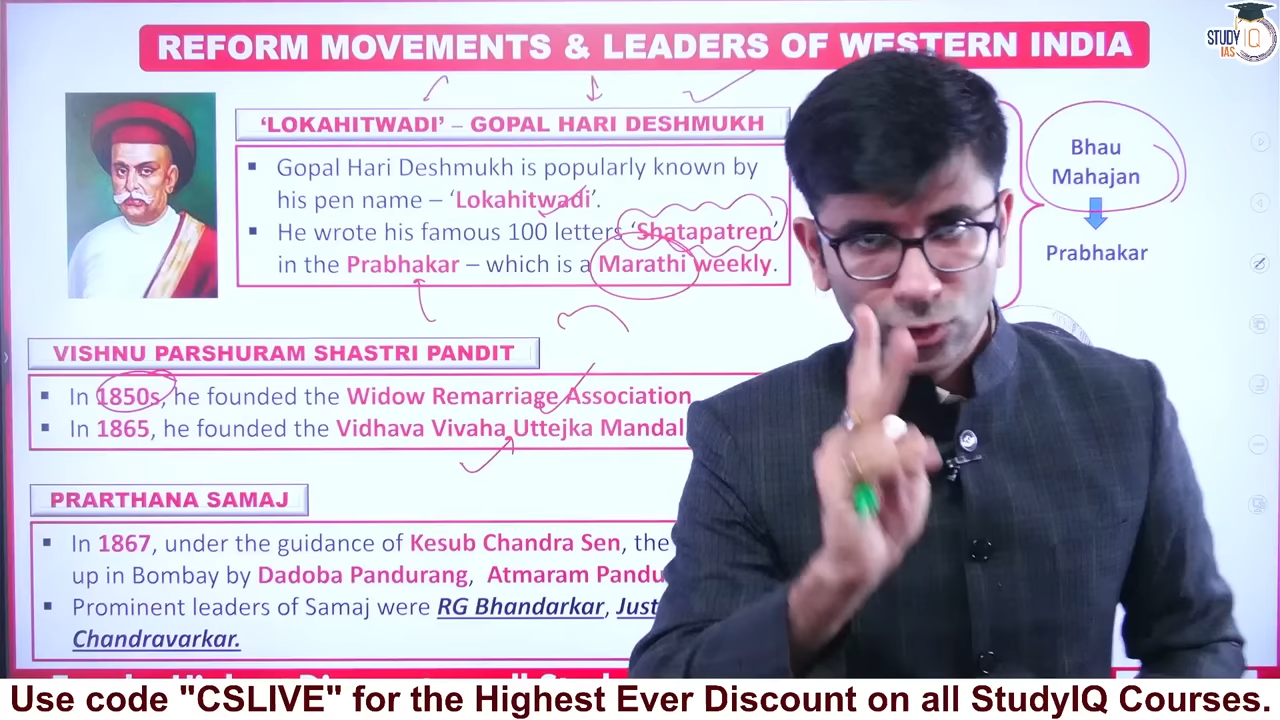 REFORM MOVEMENTS & LEADERS OF WESTERN INDIA
STUDY IQ
IAS
'LOKAHITWADI' – GOPAL HARI DESHMUKH
▪ Gopal Hari Deshmukh is popularly known by
his pen name – 'Lokahitwadi'.
▪ He wrote his famous 100 letters 'Shatapatren'
in the Prabhakar – which is a Marathi weekly.
Bhau
Mahajan
Prabhakar
VISHNU PARSHURAM SHASTRI PANDIT
▪ In 1850s, he founded the Widow Remarriage Association
▪ In 1865, he founded the Vidhava Vivaha Uttejka Mandal
PRARTHANA SAMAJ
▪ In 1867, under the guidance of Kesub Chandra Sen, the
up in Bombay by Dadoba Pandurang, Atmaram
▪ Prominent leaders of Samaj were RG Bhandarkar,
Chandravarkar.
Use code "CSLIVE" for the Highest Ever Discount on all StudyIQ Courses.